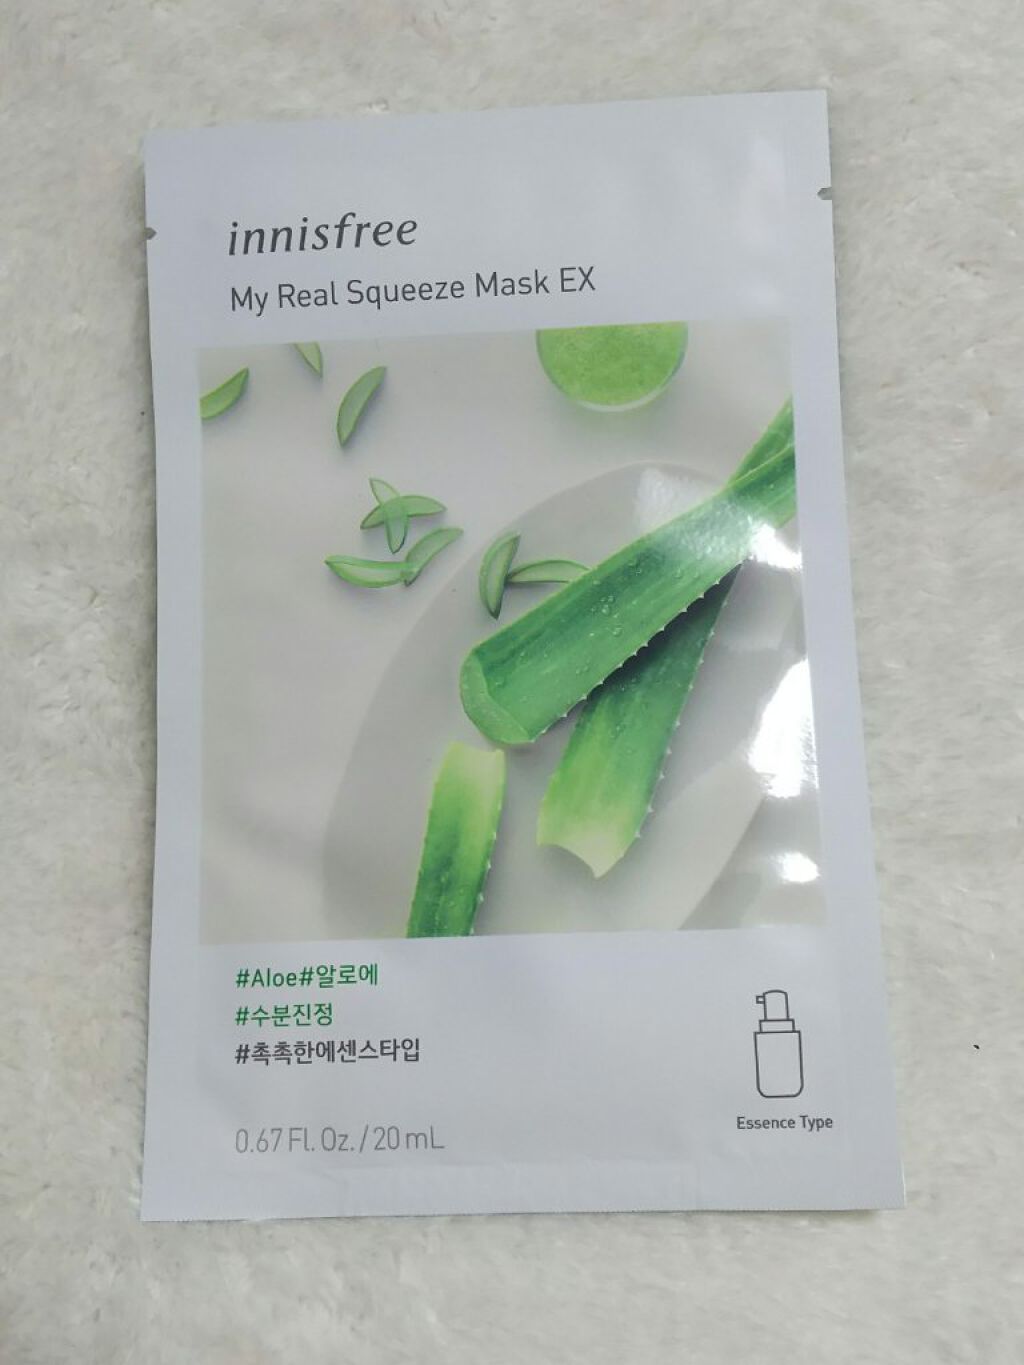 innisfree
My Real Squeeze Mask EX
#Aloe#알로에
#수분진정
#촉촉한에센스타입
Essence Type
0.67 Fl. Oz. / 20 mL